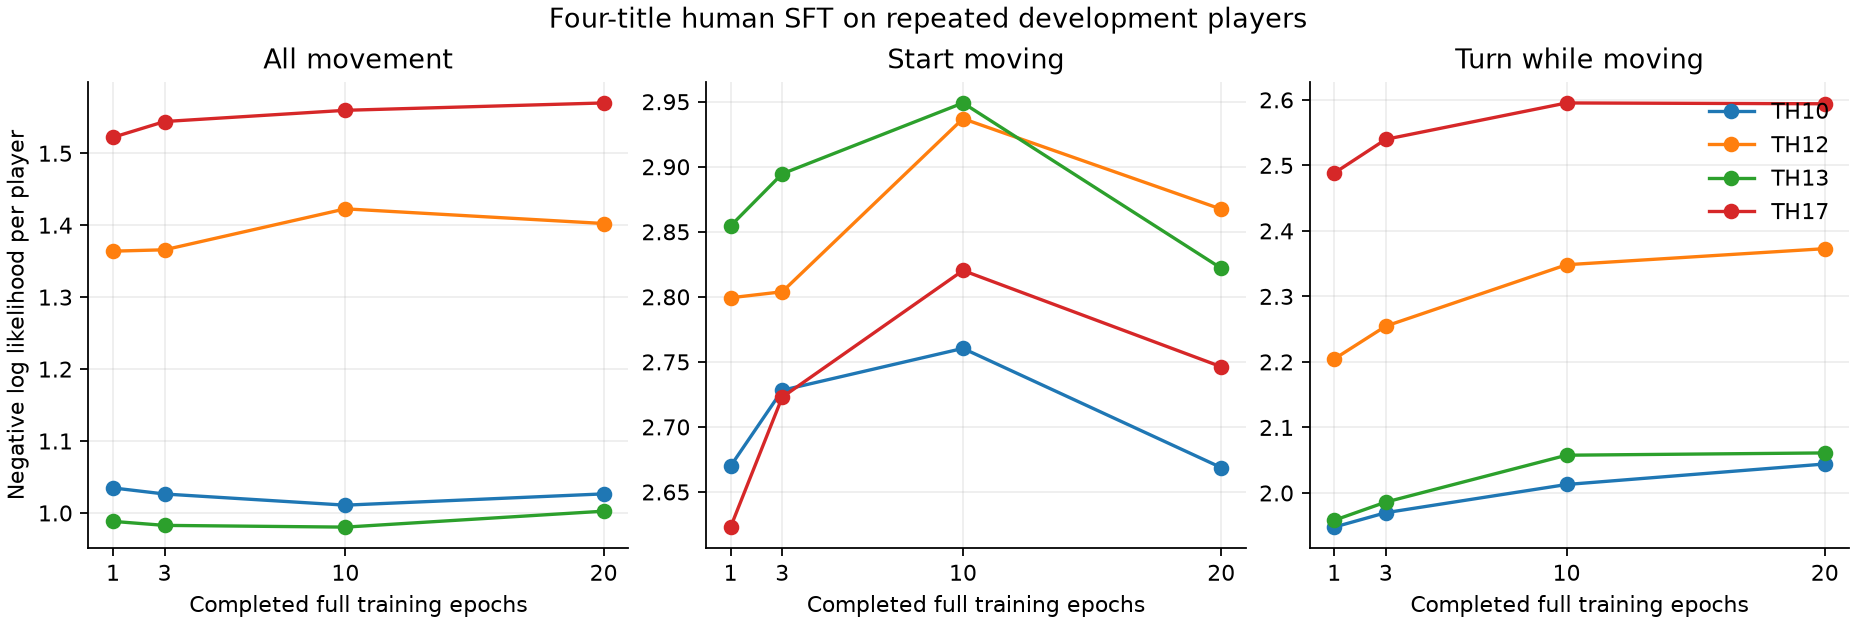 Four-title human SFT on repeated development players
All movement
Negative log likelihood per player
1.5
1.4
1.3
1.2
1.1
1.0
1 3 10 20
Completed full training epochs
Start moving
2.95
2.90
2.85
2.80
2.75
2.70
2.65
1 3 10 20
Completed full training epochs
Turn while moving
2.6
2.5
2.4
2.3
2.2
2.1
2.0
TH10
TH12
TH13
TH17
1 3 10 20
Completed full training epochs